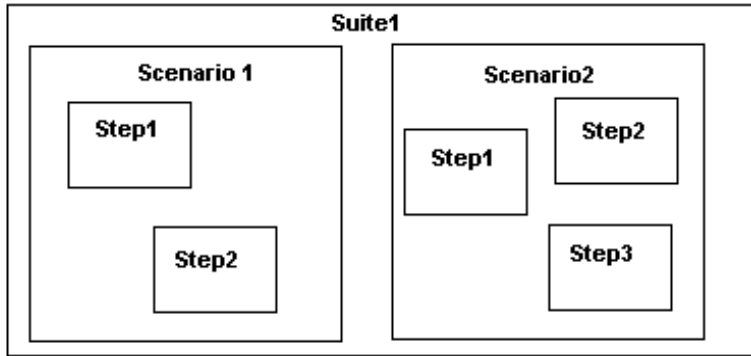 Suite1
Scenario 1
Step1
Step2
Scenario2
Step1
Step2
Step3